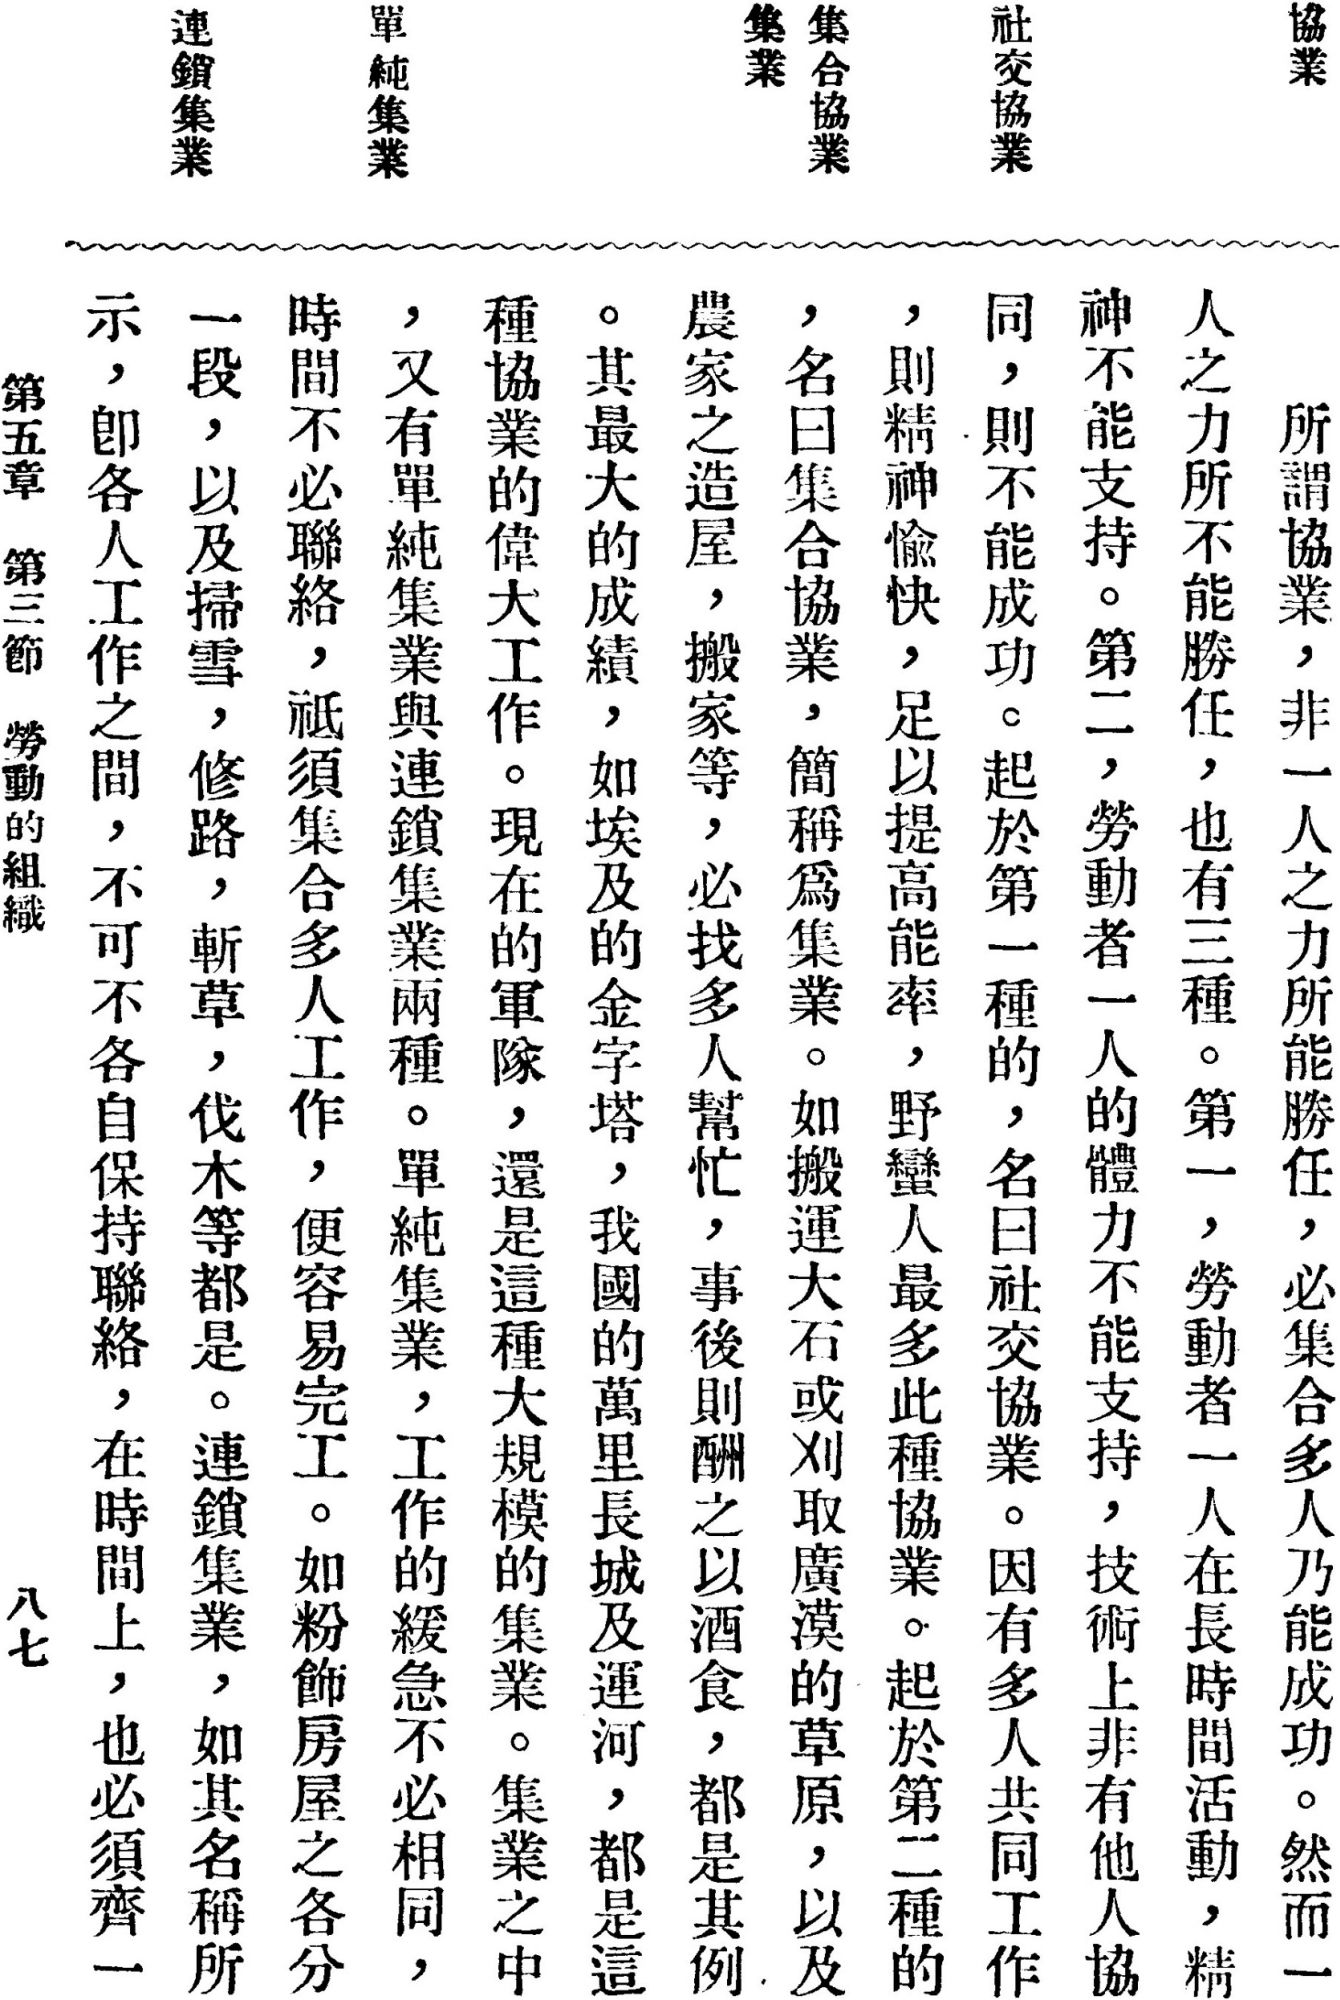 協業
社交協業
集合協業
集業
單純集業
連鎖集業
所謂協業，非一人之力所能勝任，必集合多人乃能成功。然而一
人之力所不能勝任，也有三種。第一，勞動者一人在長時間活動，精
神不能支持。第二，勞動者一人的體力不能支持，技術上非有他人協
同，則不能成功。起於第一種的，名曰社交協業。因有多人共同工作
，則精神愉快，足以提高能率，野蠻人最多此種協業。起於第二種的
，名曰集合協業，簡稱爲集業。如搬運大石或刈取廣漠的草原，以及
農家之造屋，搬家等，必找多人幫忙，事後則酬之以酒食，都是其例
。其最大的成績，如埃及的金字塔，我國的萬里長城及運河，都是這
種協業的偉大工作。現在的軍隊，還是這種大規模的集業。集業之中
，又有單純集業與連鎖集業兩種。單純集業，工作的緩急不必相同，
時間不必聯絡，祇須集合多人工作，便容易完工。如粉飾房屋之各分
一段，以及掃雪，修路，斬草，伐木等都是。連鎖集業，如其名稱所
示，卽各人工作之間，不可不各自保持聯絡，在時間上，也必須齊一
第五章　第三節　勞動的組織　八七